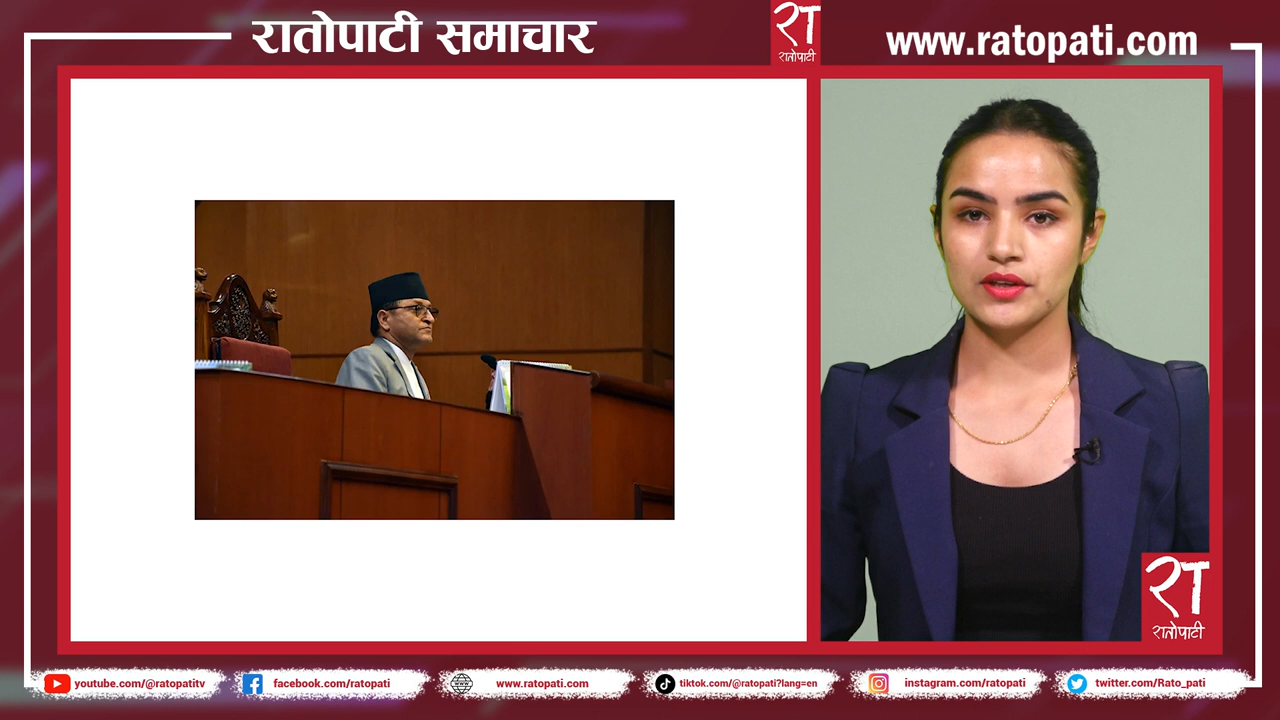 रातोपाटी समाचार
रा
रातोपाटी
www.ratopati.com
रा
रातोपाटी
youtube.com/@ratopatitv
facebook.com/ratopati
www.ratopati.com
tiktok.com/@ratopati?lang=en
instagram.com/ratopati
twitter.com/Rato_pati